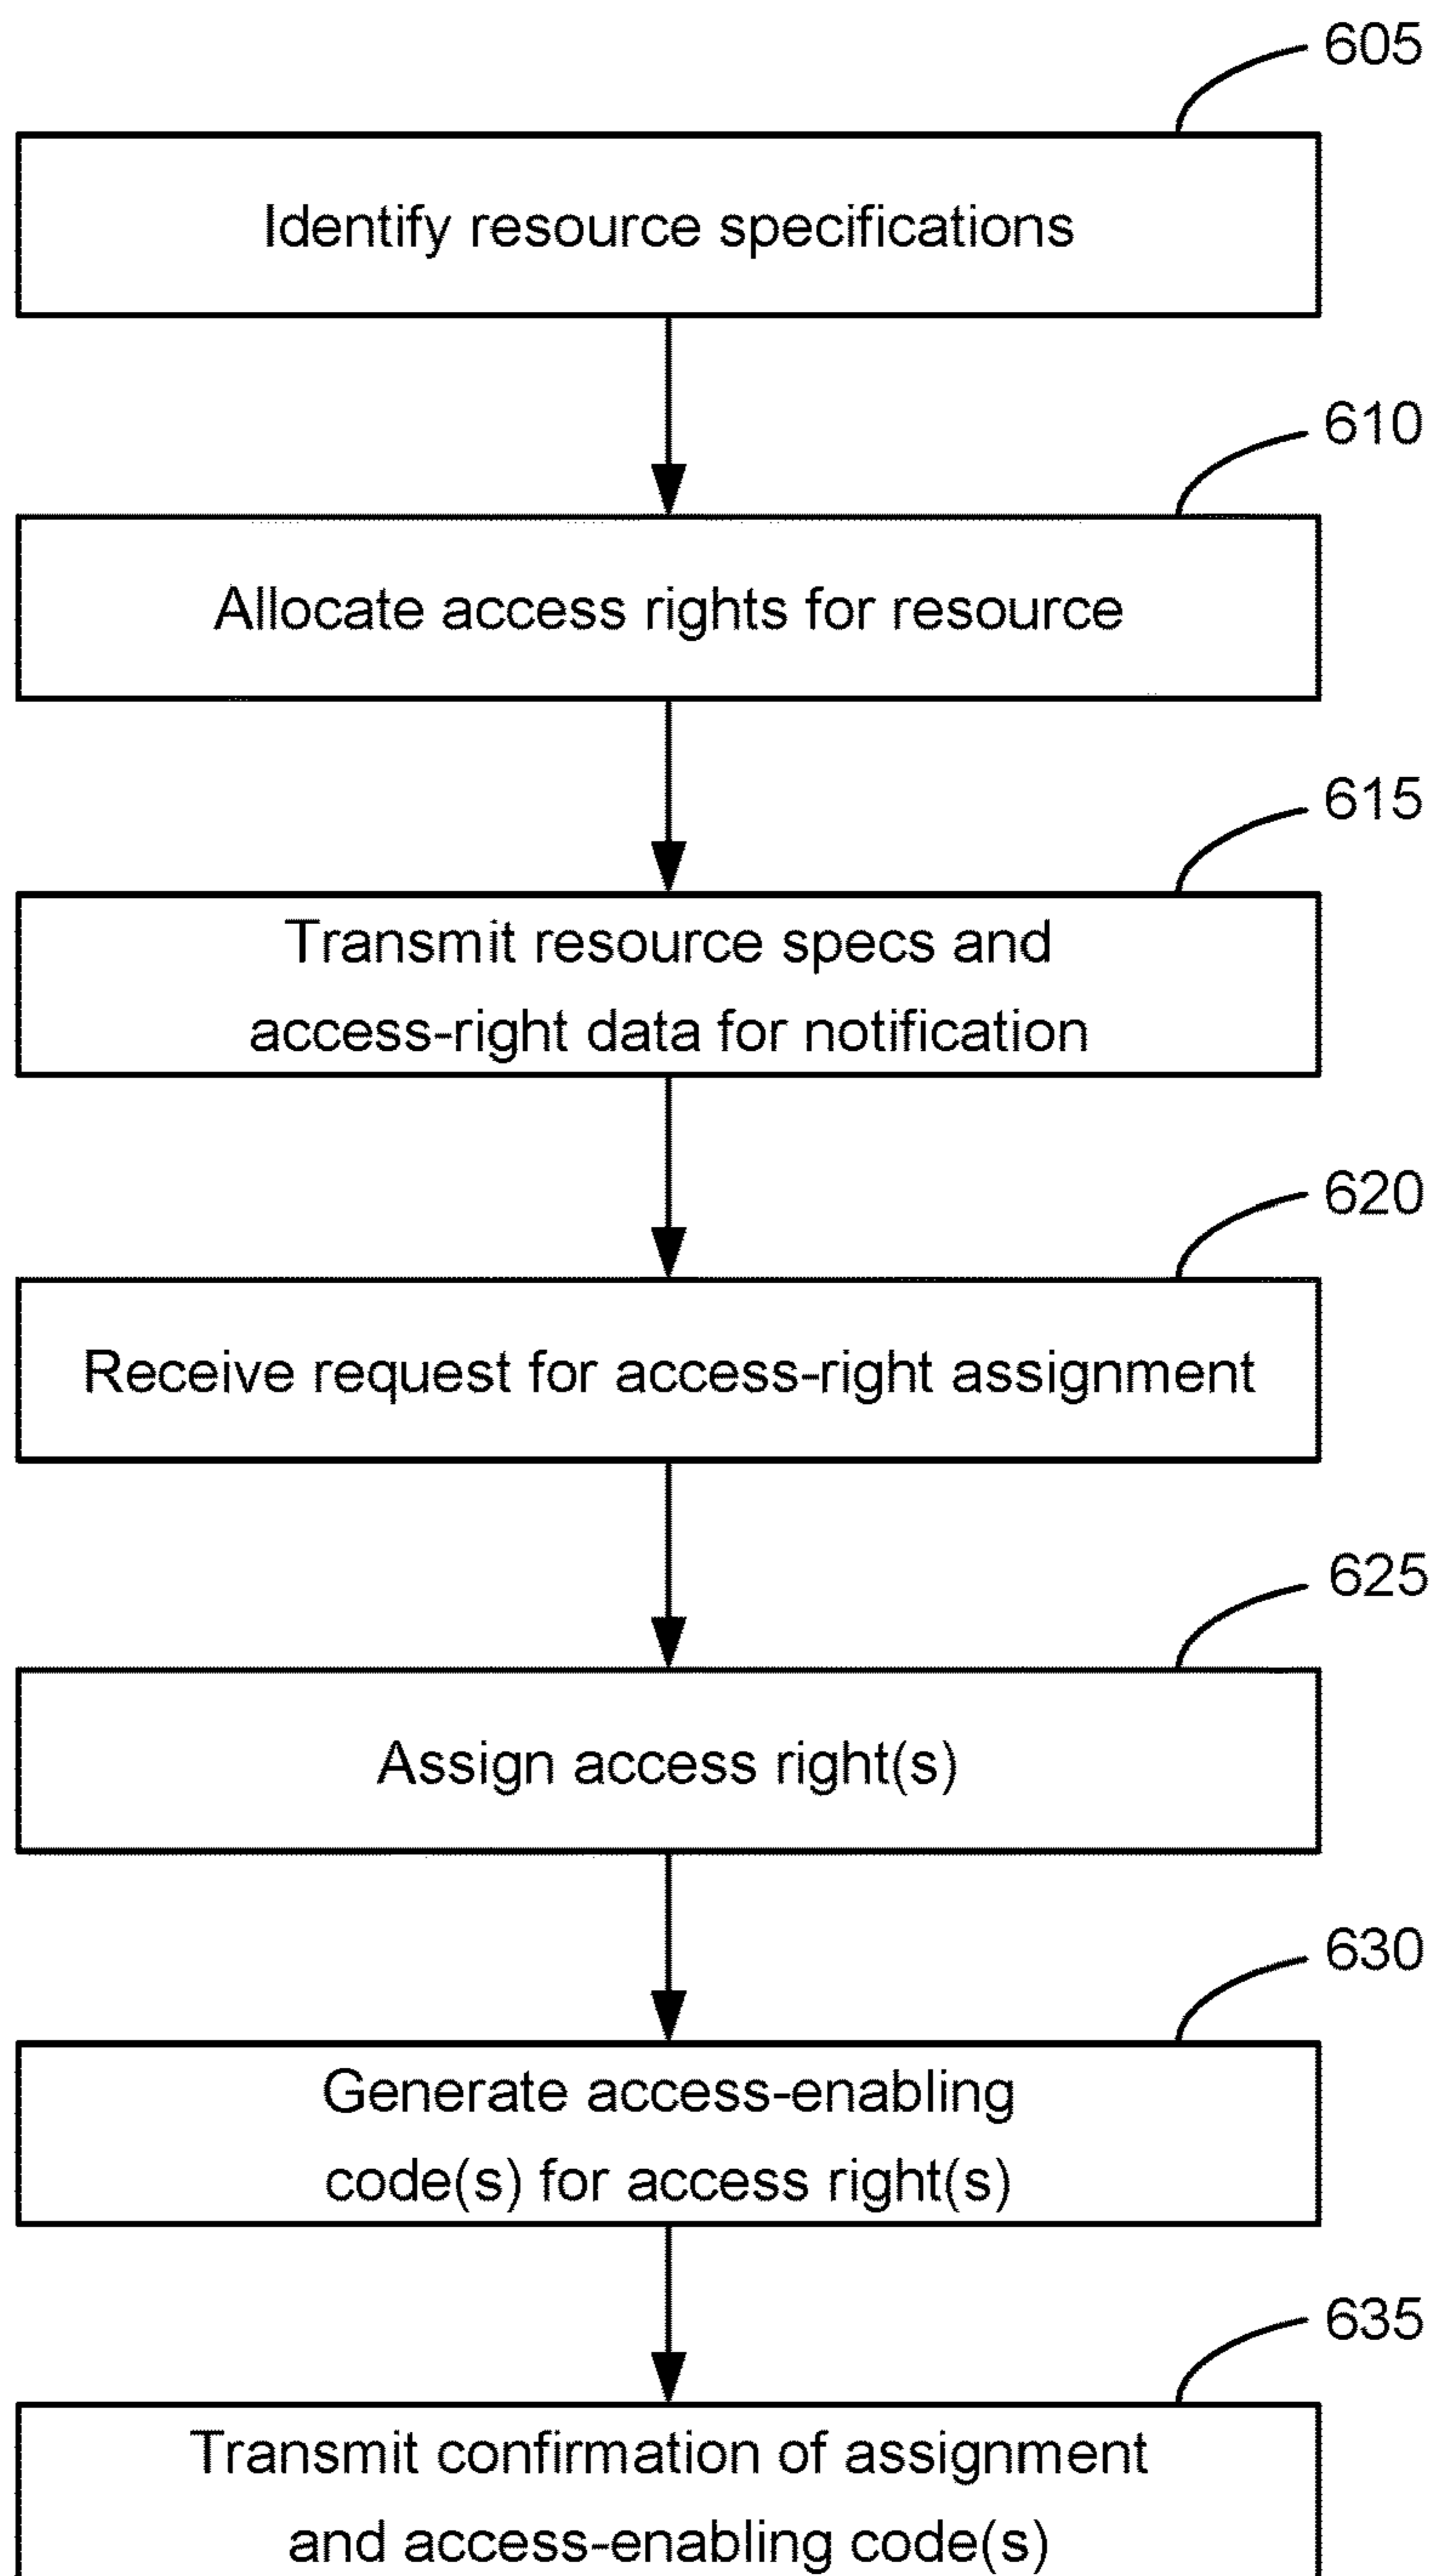 605
Identify resource specifications
610
Allocate access rights for resource
615
Transmit resource specs and
access-right data for notification
620
Receive request for access-right assignment
625
Assign access right(s)
630
Generate access-enabling
code(s) for access right(s)
635
Transmit confirmation of assignment
and access-enabling code(s)